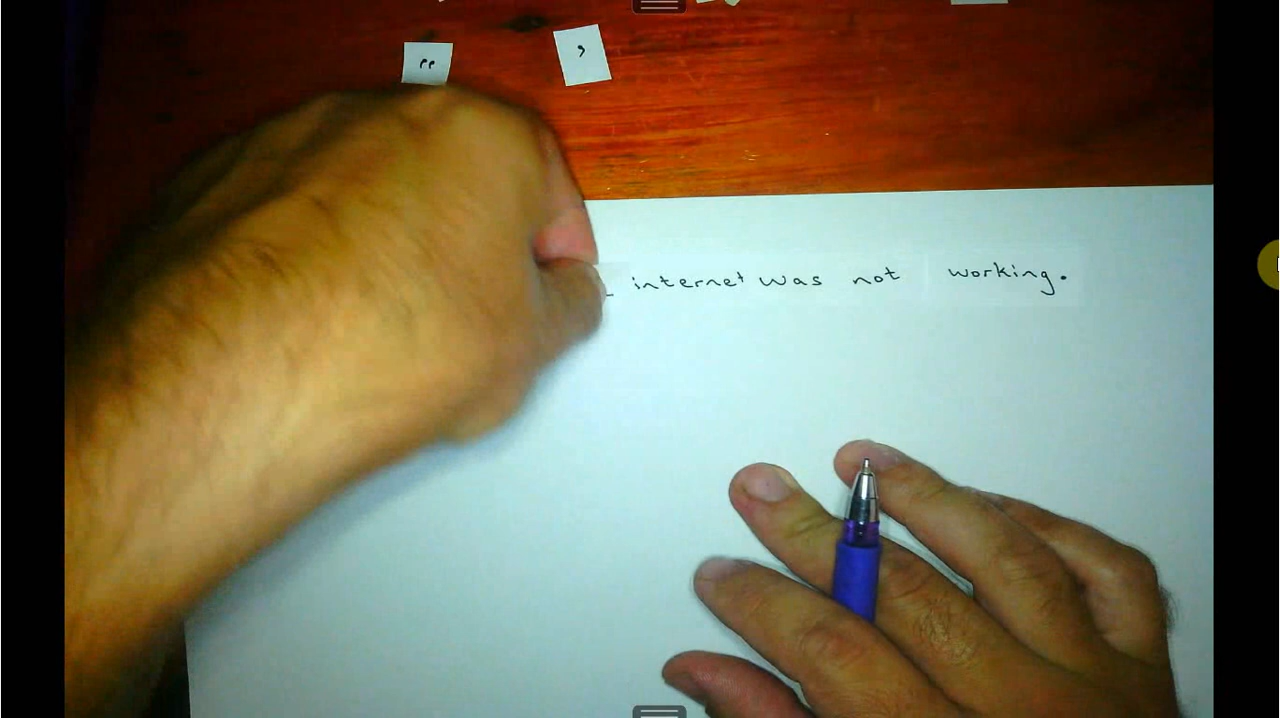 “ ,
internet was not working.